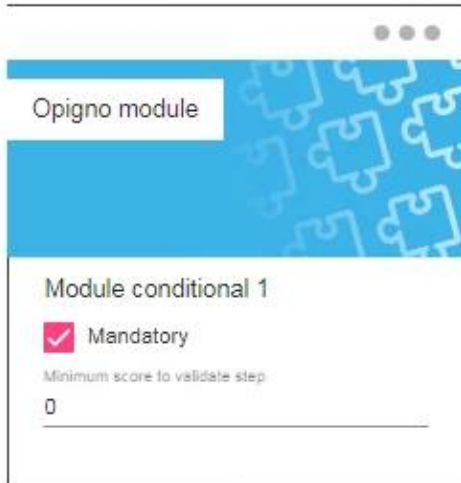 Opigno module
Module conditional 1
Mandatory
Minimum score to validate step
0